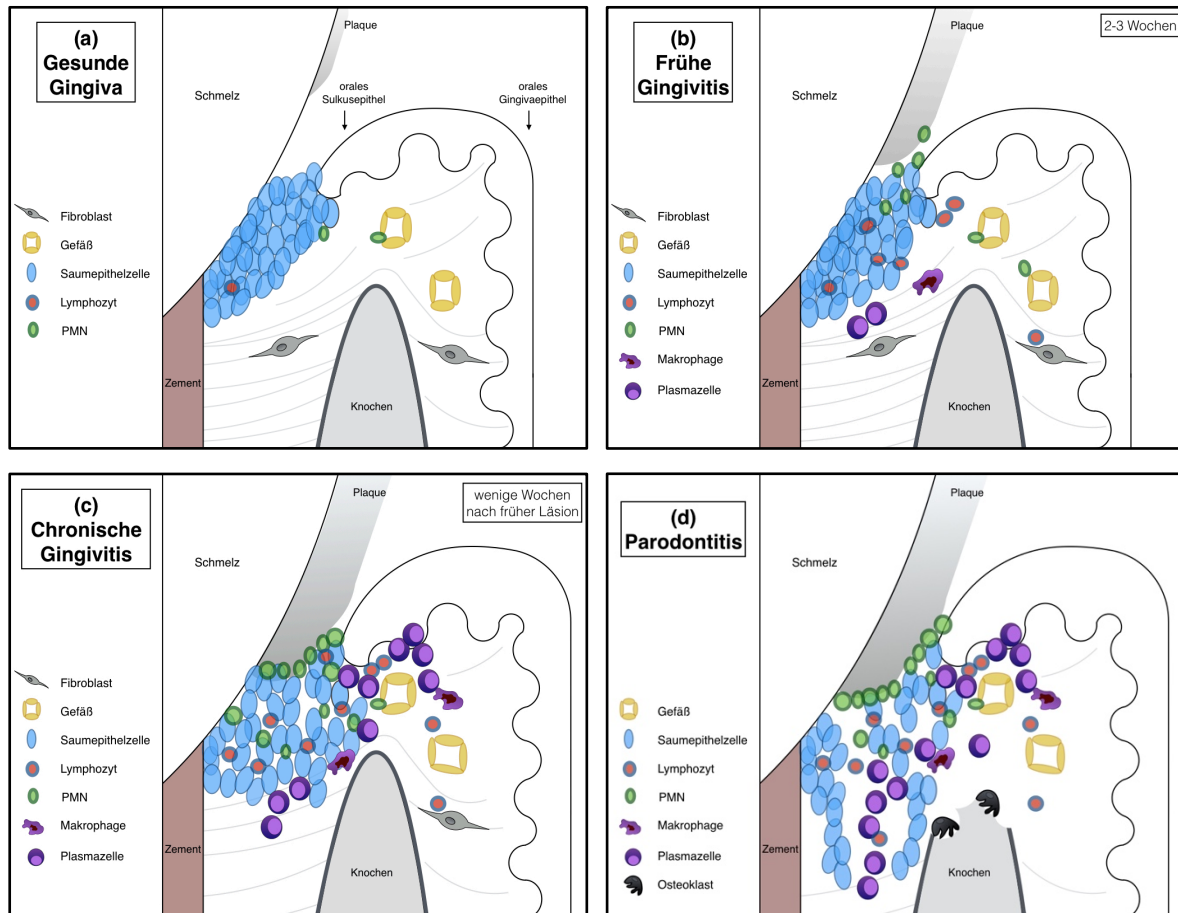 (a)
Gesunde
Gingiva
Plaque
Schmelz
orales
Sulkusepithel
orales
Gingivaepithel
Fibroblast
Gefäß
Saumepithelzelle
Lymphozyt
PMN
Zement
Knochen
(b)
Frühe
Gingivitis
Plaque
2-3 Wochen
Schmelz
Fibroblast
Gefäß
Saumepithelzelle
Lymphozyt
PMN
Makrophage
Plasmazelle
Zement
Knochen
(c)
Chronische
Gingivitis
Plaque
wenige Wochen
nach früher Läsion
Schmelz
Fibroblast
Gefäß
Saumepithelzelle
Lymphozyt
PMN
Makrophage
Plasmazelle
Zement
Knochen
(d)
Parodontitis
Plaque
Schmelz
Gefäß
Saumepithelzelle
Lymphozyt
PMN
Makrophage
Plasmazelle
Osteoklast
Zement
Knochen